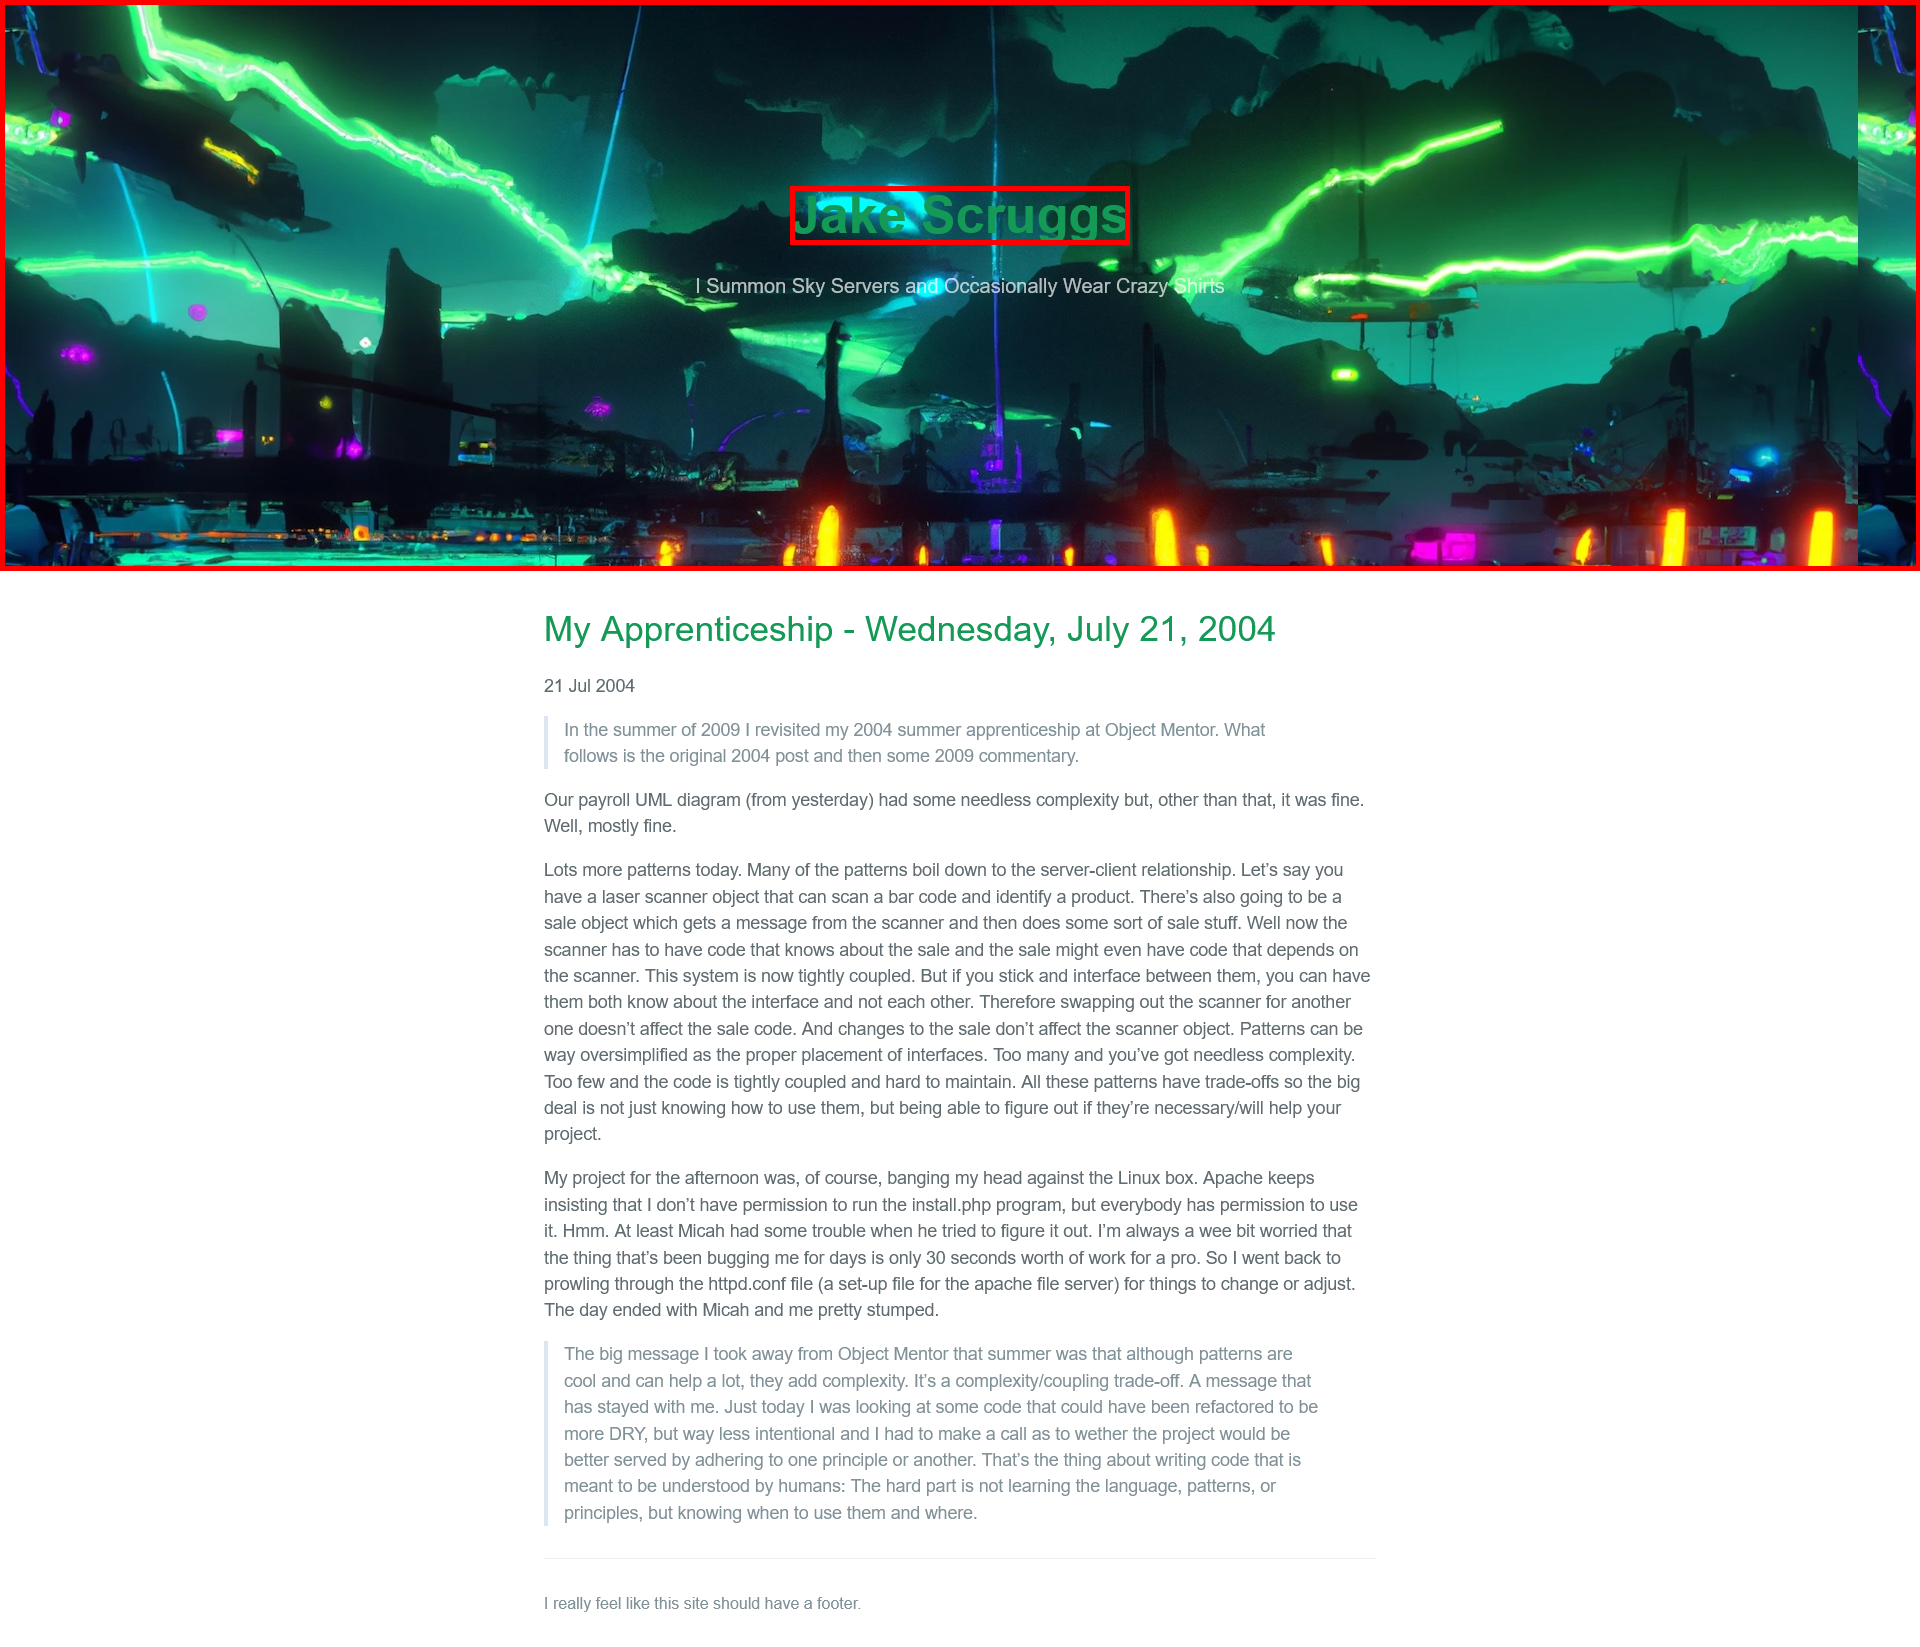 Jake Scruggs
I Summon Sky Servers and Occasionally Wear Crazy Shirts
My Apprenticeship - Wednesday, July 21, 2004
21 Jul 2004
In the summer of 2009 I revisited my 2004 summer apprenticeship at Object Mentor. What
follows is the original 2004 post and then some 2009 commentary.
Our payroll UML diagram (from yesterday) had some needless complexity but, other than that, it was fine.
Well, mostly fine.
Lots more patterns today. Many of the patterns boil down to the server-client relationship. Let’s say you
have a laser scanner object that can scan a bar code and identify a product. There’s also going to be a
sale object which gets a message from the scanner and then does some sort of sale stuff. Well now the
scanner has to have code that knows about the sale and the sale might even have code that depends on
the scanner. This system is now tightly coupled. But if you stick and interface between them, you can have
them both know about the interface and not each other. Therefore swapping out the scanner for another
one doesn’t affect the sale code. And changes to the sale don’t affect the scanner object. Patterns can be
way oversimplified as the proper placement of interfaces. Too many and you’ve got needless complexity.
Too few and the code is tightly coupled and hard to maintain. All these patterns have trade-offs so the big
deal is not just knowing how to use them, but being able to figure out if they’re necessary/will help your
project.
My project for the afternoon was, of course, banging my head against the Linux box. Apache keeps
insisting that I don’t have permission to run the install.php program, but everybody has permission to use
it. Hmm. At least Micah had some trouble when he tried to figure it out. I’m always a wee bit worried that
the thing that’s been bugging me for days is only 30 seconds worth of work for a pro. So I went back to
prowling through the httpd.conf file (a set-up file for the apache file server) for things to change or adjust.
The day ended with Micah and me pretty stumped.
The big message I took away from Object Mentor that summer was that although patterns are
cool and can help a lot, they add complexity. It’s a complexity/coupling trade-off. A message that
has stayed with me. Just today I was looking at some code that could have been refactored to be
more DRY, but way less intentional and I had to make a call as to wether the project would be
better served by adhering to one principle or another. That’s the thing about writing code that is
meant to be understood by humans: The hard part is not learning the language, patterns, or
principles, but knowing when to use them and where.
I really feel like this site should have a footer.